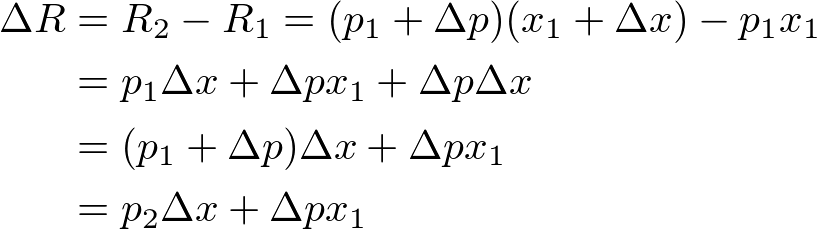 ΔR = R₂ − R₁ = (p₁ + Δp)(x₁ + Δx) − p₁x₁
= p₁Δx + Δpx₁ + ΔpΔx
= (p₁ + Δp)Δx + Δpx₁
= p₂Δx + Δpx₁